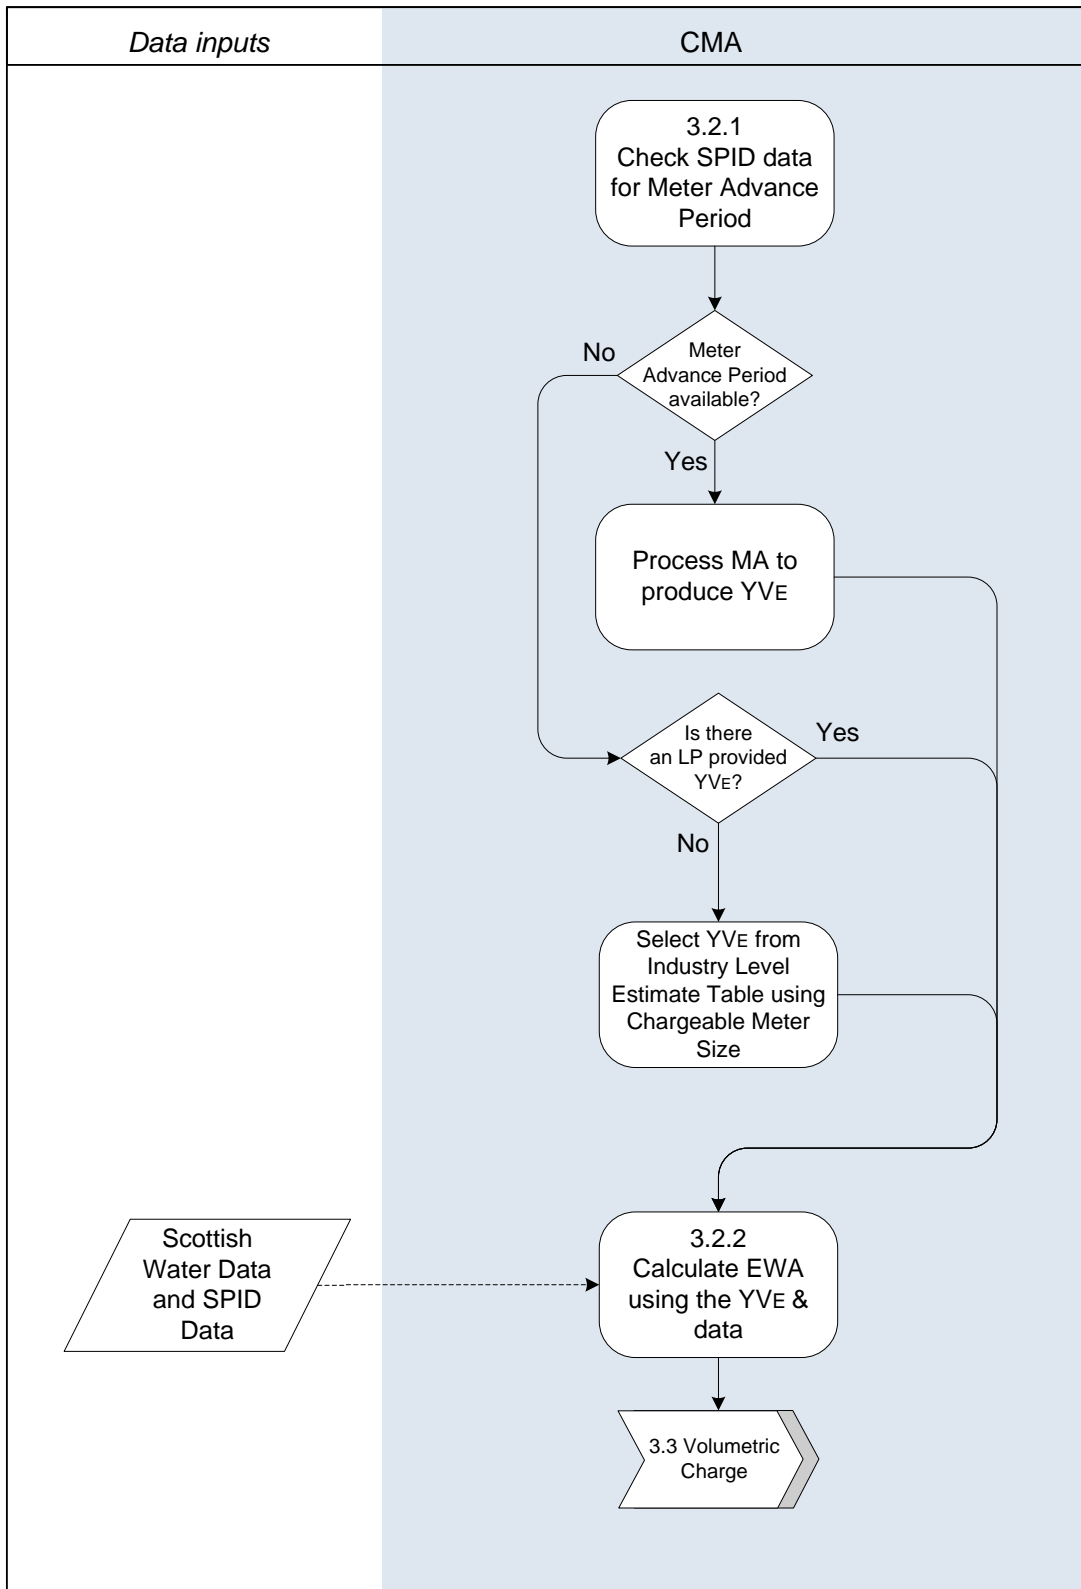 Data inputs
CMA
3.2.1
Check SPID data
for Meter Advance
Period
No
Meter
Advance Period
available?
Yes
Process MA to
produce YVE
Is there
an LP provided
YVE?
Yes
No
Select YVE from
Industry Level
Estimate Table using
Chargeable Meter
Size
Scottish
Water Data
and SPID
Data
3.2.2
Calculate EWA
using the YVE &
data
3.3 Volumetric
Charge